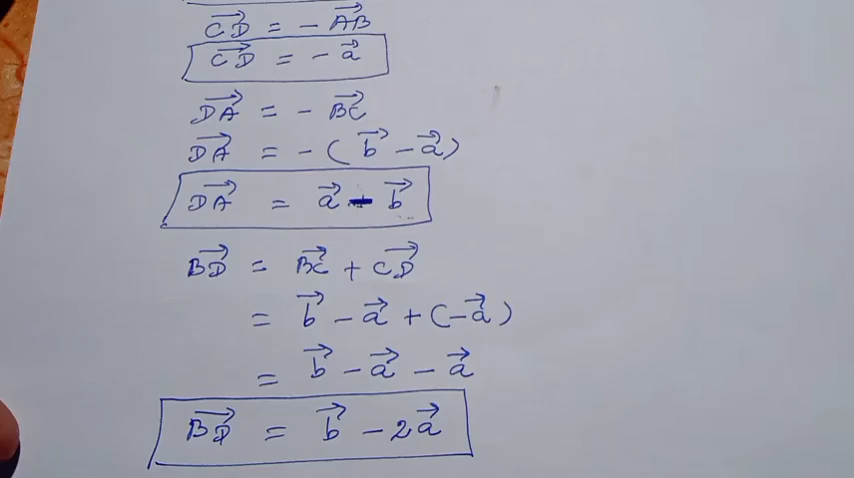 CD⃗ = - AB⃗
CD⃗ = - a⃗
DA⃗ = - BC⃗
DA⃗ = - ( b⃗ - a⃗ )
DA⃗ = a⃗ - b⃗
BD⃗ = BC⃗ + CD⃗
= b⃗ - a⃗ + (-a⃗)
= b⃗ - a⃗ - a⃗
BD⃗ = b⃗ - 2a⃗